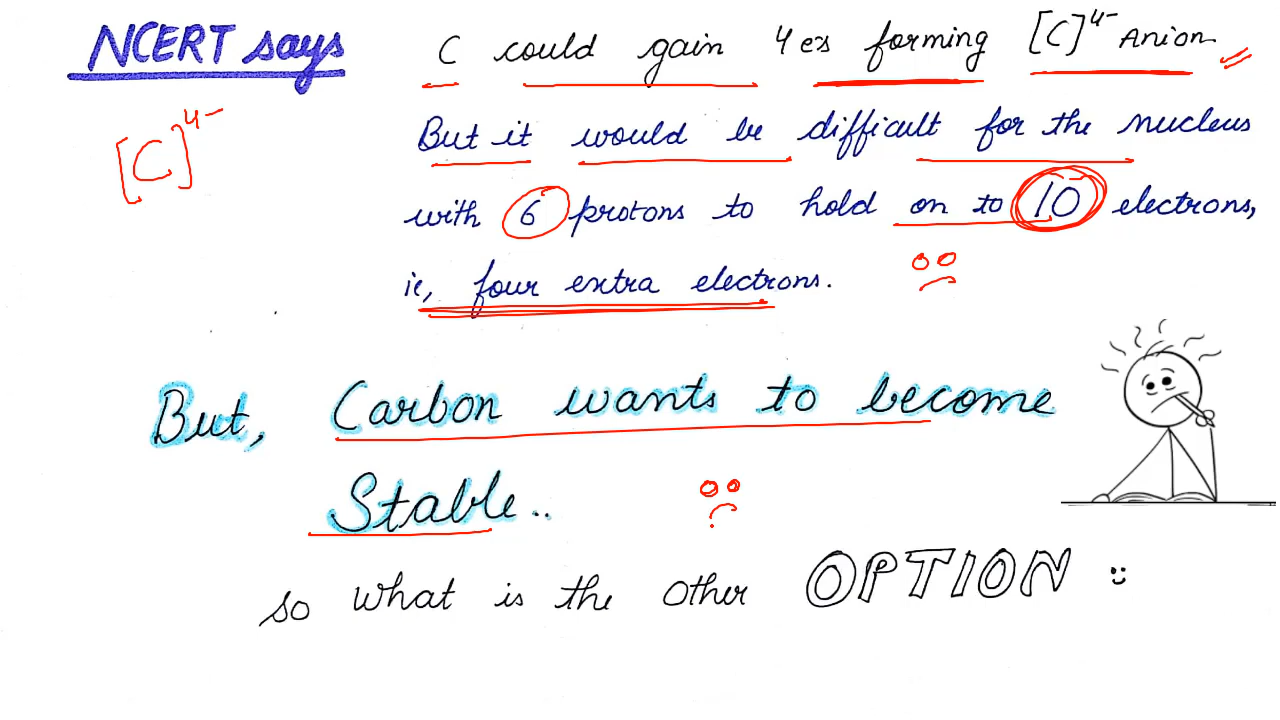 NCERT says
C could gain 4 es forming [C]⁴⁻ Anion
[C]⁴⁻
But it would be difficult for the nucleus
with 6 protons to hold on to 10 electrons,
ie, four extra electrons.
But, Carbon wants to become
Stable..
so what is the other OPTION